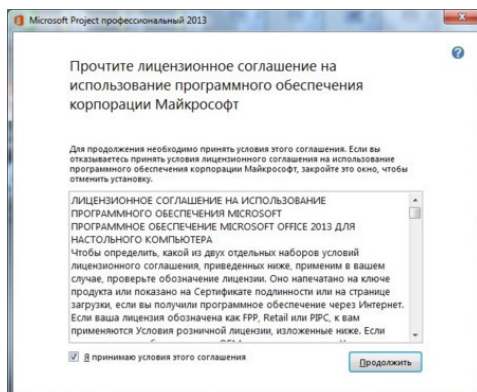 Microsoft Project профессиональный 2013
Прочтите лицензионное соглашение на
использование программного обеспечения
корпорации Майкрософт
Для продолжения необходимо принять условия этого соглашения. Если вы
отказываетесь принять условия лицензионного соглашения на использование
программного обеспечения корпорации Майкрософт, закройте это окно, чтобы
отменить установку.
ЛИЦЕНЗИОННОЕ СОГЛАШЕНИЕ НА ИСПОЛЬЗОВАНИЕ
ПРОГРАММНОГО ОБЕСПЕЧЕНИЯ MICROSOFT
ПРОГРАММНОЕ ОБЕСПЕЧЕНИЕ MICROSOFT OFFICE 2013 ДЛЯ
НАСТОЛЬНОГО КОМПЬЮТЕРА
Чтобы определить, какой из двух отдельных наборов условий
лицензионного соглашения, приведенных ниже, применим в вашем
случае, проверьте обозначение лицензии. Оно напечатано на ключе
продукта или показано на Сертификате подлинности или на странице
загрузки, если вы получили программное обеспечение через Интернет.
Если ваша лицензия обозначена как FPP, Retail или PIPC, к вам
применяются Условия розничной лицензии, изложенные ниже. Если
Я принимаю условия этого соглашения
Продолжить